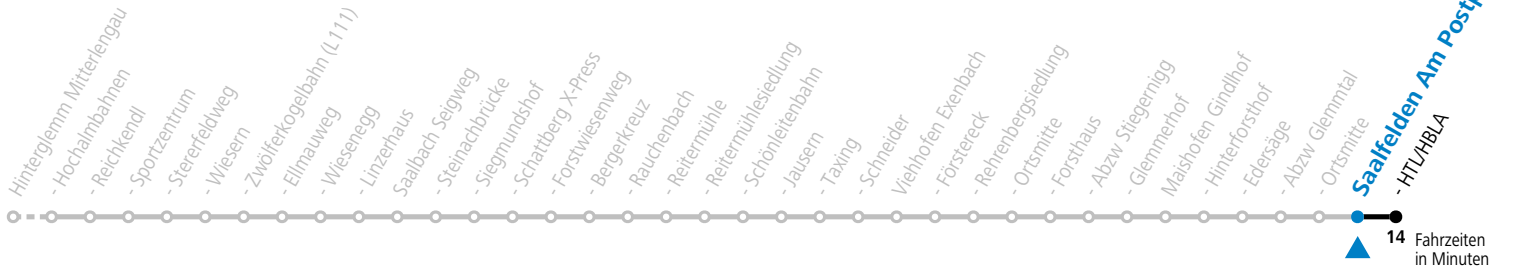 Hinterglemm Mitterlengau
- Hochalmbahnen
- Reichkendl
- Sportzentrum
- Stererfeldweg
- Wiesern
- Zwölferkogelbahn (L111)
- Ellmauweg
- Wiesenegg
- Linzerhaus
Saalbach Seigweg
- Steinachbrücke
- Siegmundshof
- Schattberg X-Press
- Forstwiesenweg
- Bergerkreuz
- Rauchenbach
- Reitermühle
- Reitermühlesiedlung
- Schönleitenbahn
- Jausern
- Taxing
- Schneider
Viehhofen Exenbach
- Förstereck
- Rehrenbergsiedlung
- Ortsmitte
- Forsthaus
- Abzw Stiegernigg
- Glemmerhof
Maishofen Gindlhof
- Hinterforsthof
- Edersäge
- Abzw Glemmtal
- Ortsmitte
Saalfelden Am
- HTL/HBLA
14 Fahrzeiten
in Minuten